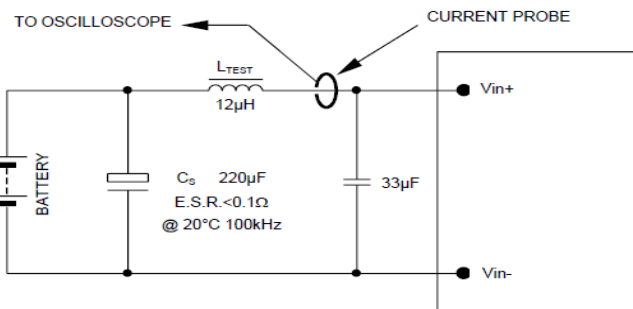 TO OSCILLOSCOPE
CURRENT PROBE
LTEST
12µH
Vin+
BATTERY
Cs 220µF
E.S.R.<0.1Ω
@ 20°C 100kHz
33µF
Vin-